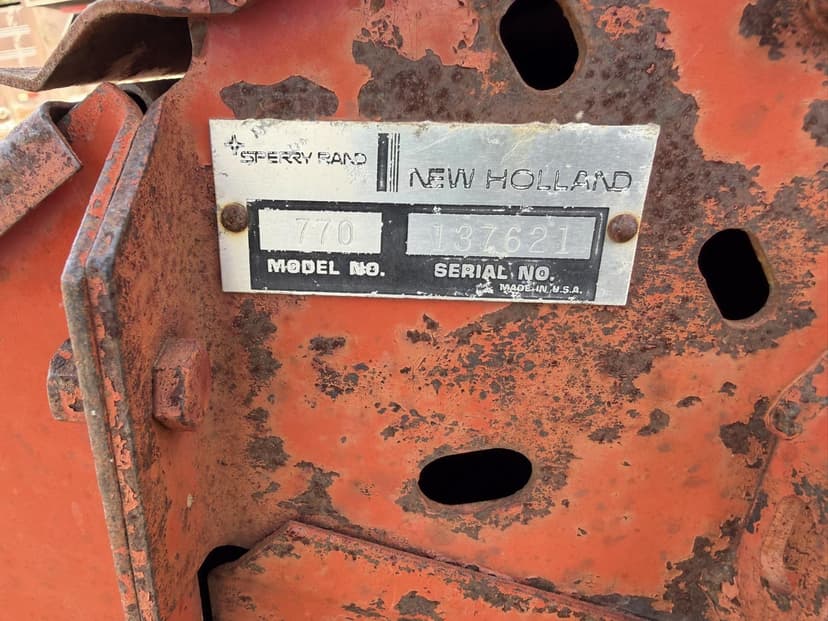 SPERRY RAND
NEW HOLLAND
770 137621
MODEL NO. SERIAL NO.
MADE IN U.S.A.